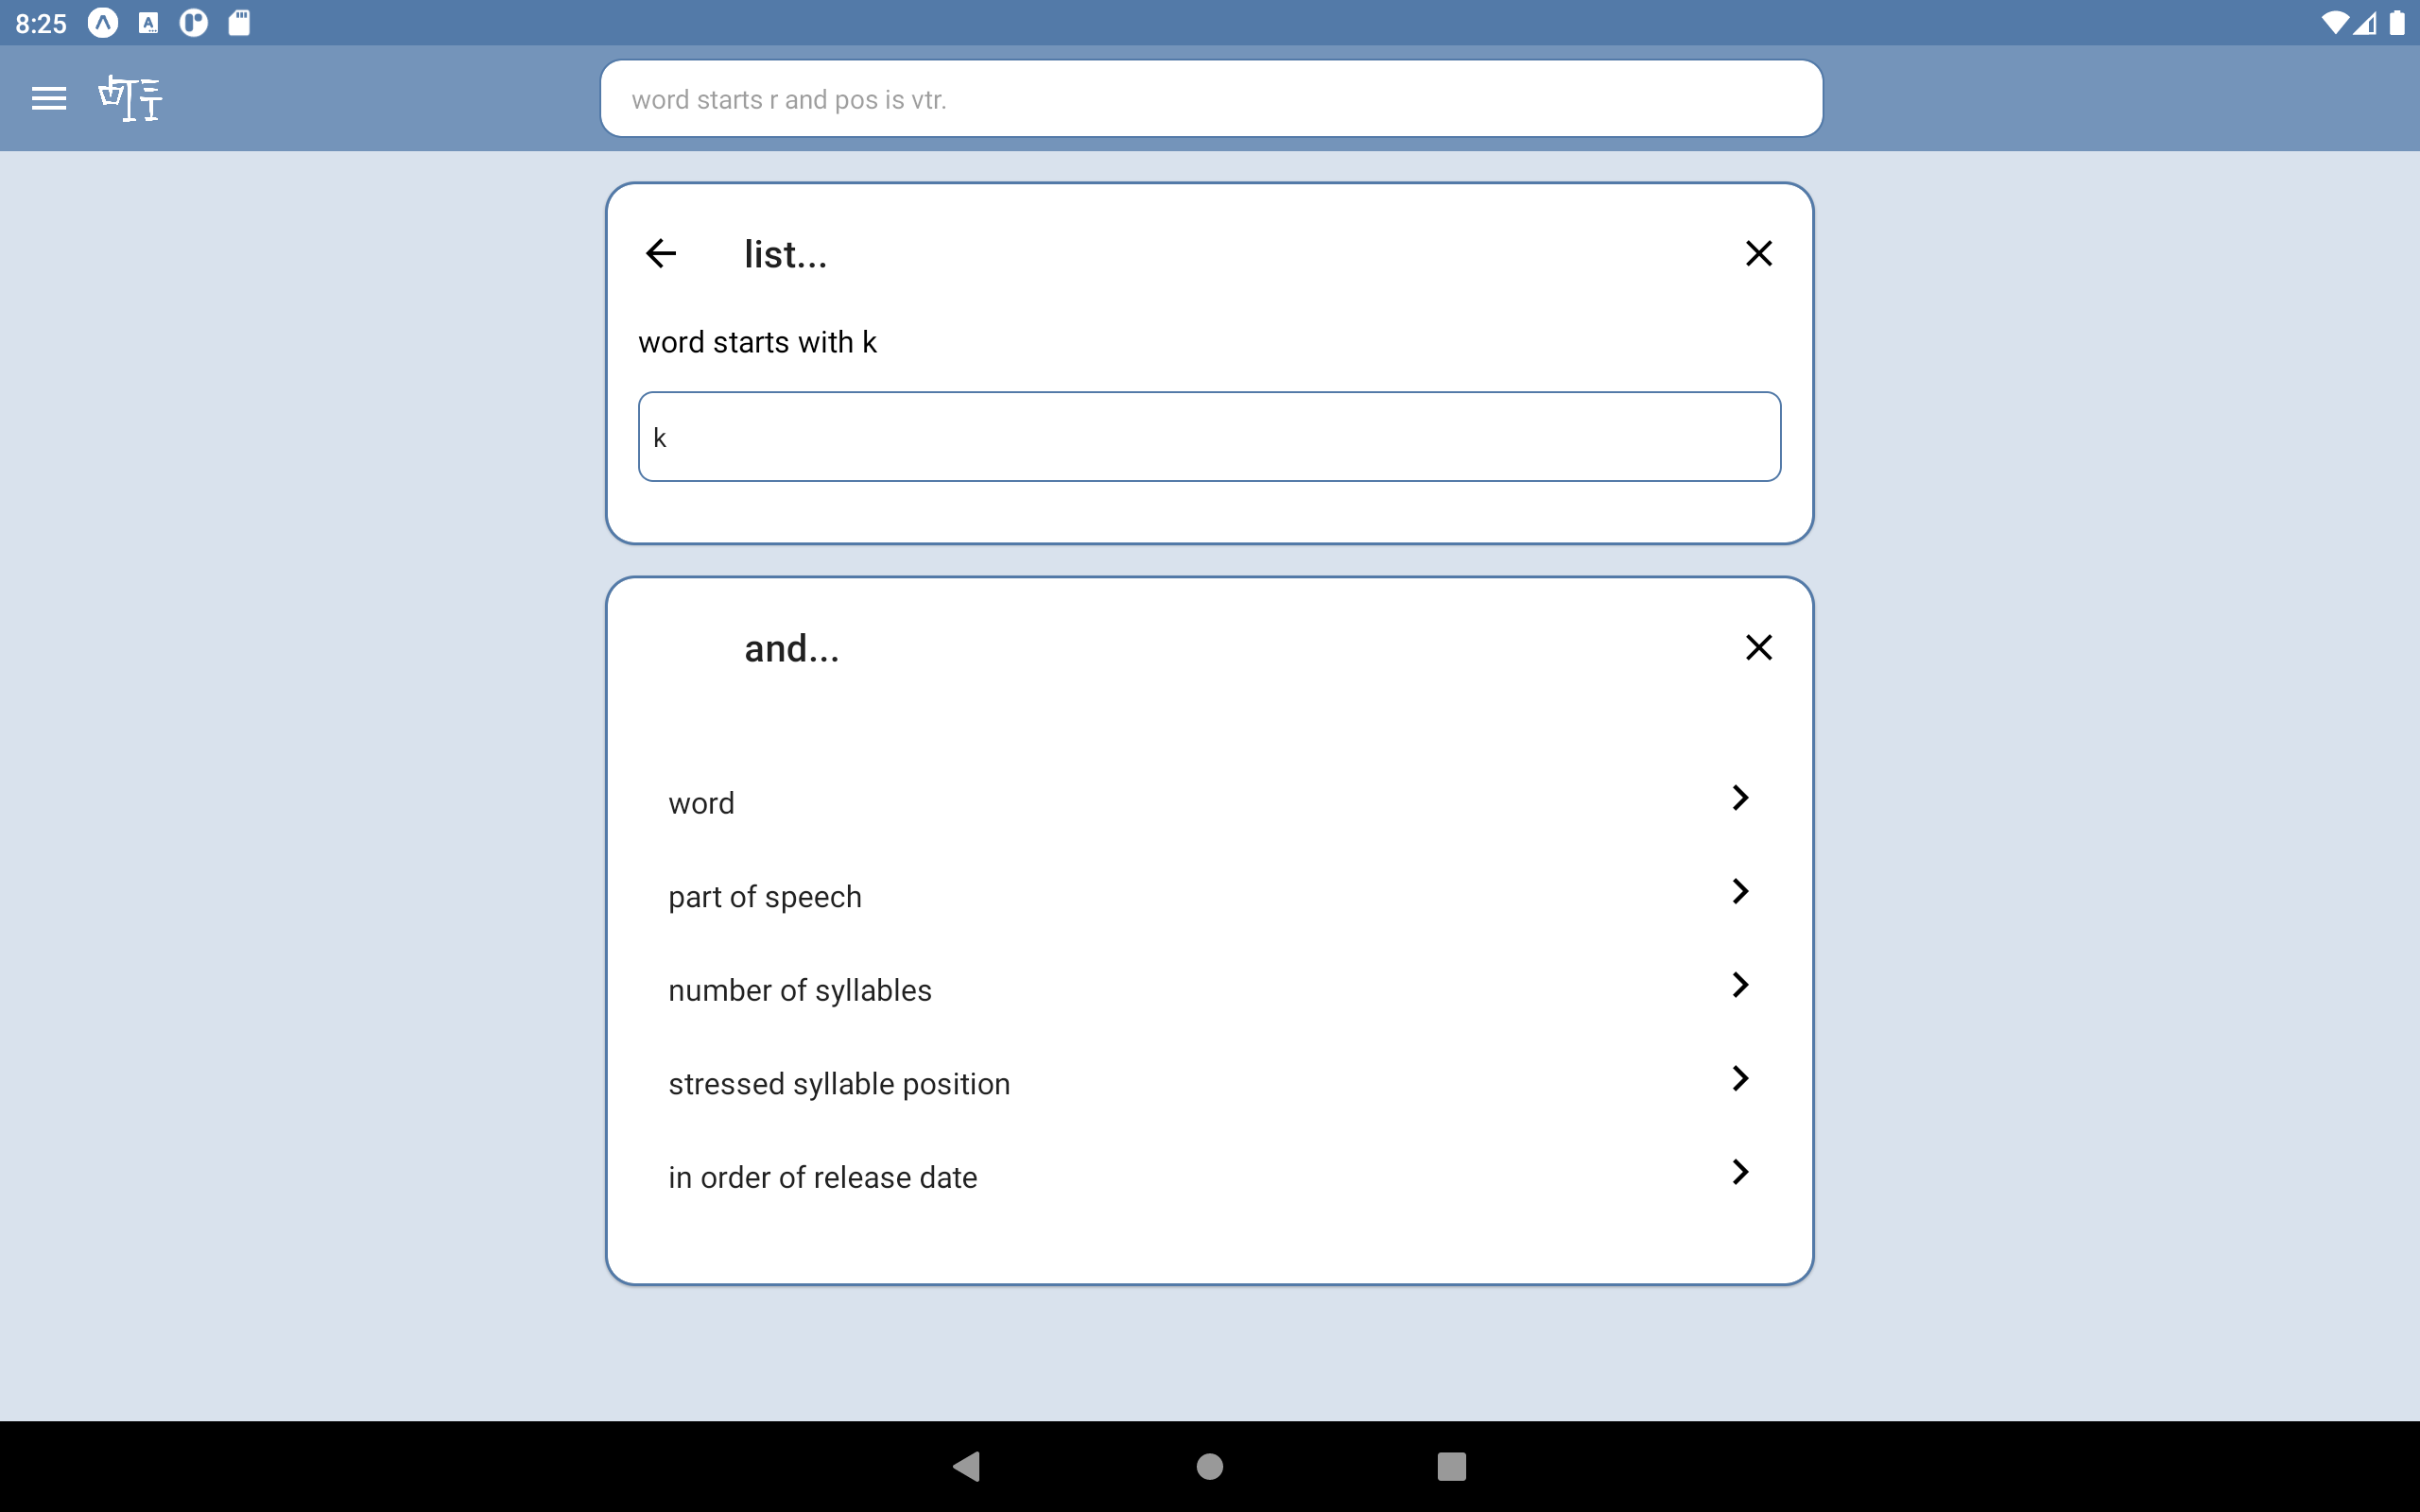 8:25
word starts r and pos is vtr.
list...
word starts with k
k
and...
word
part of speech
number of syllables
stressed syllable position
in order of release date